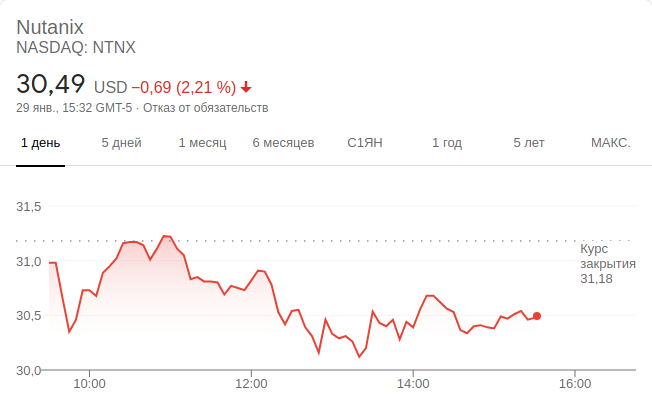 Nutanix
NASDAQ: NTNX
30,49 USD −0,69 (2,21 %)
29 янв., 15:32 GMT-5 · Отказ от обязательств
1 день 5 дней 1 месяц 6 месяцев С1ЯН 1 год 5 лет МАКС.
31,5
31,0
30,5
30,0
Курс
закрытия
31,18
10:00 12:00 14:00 16:00